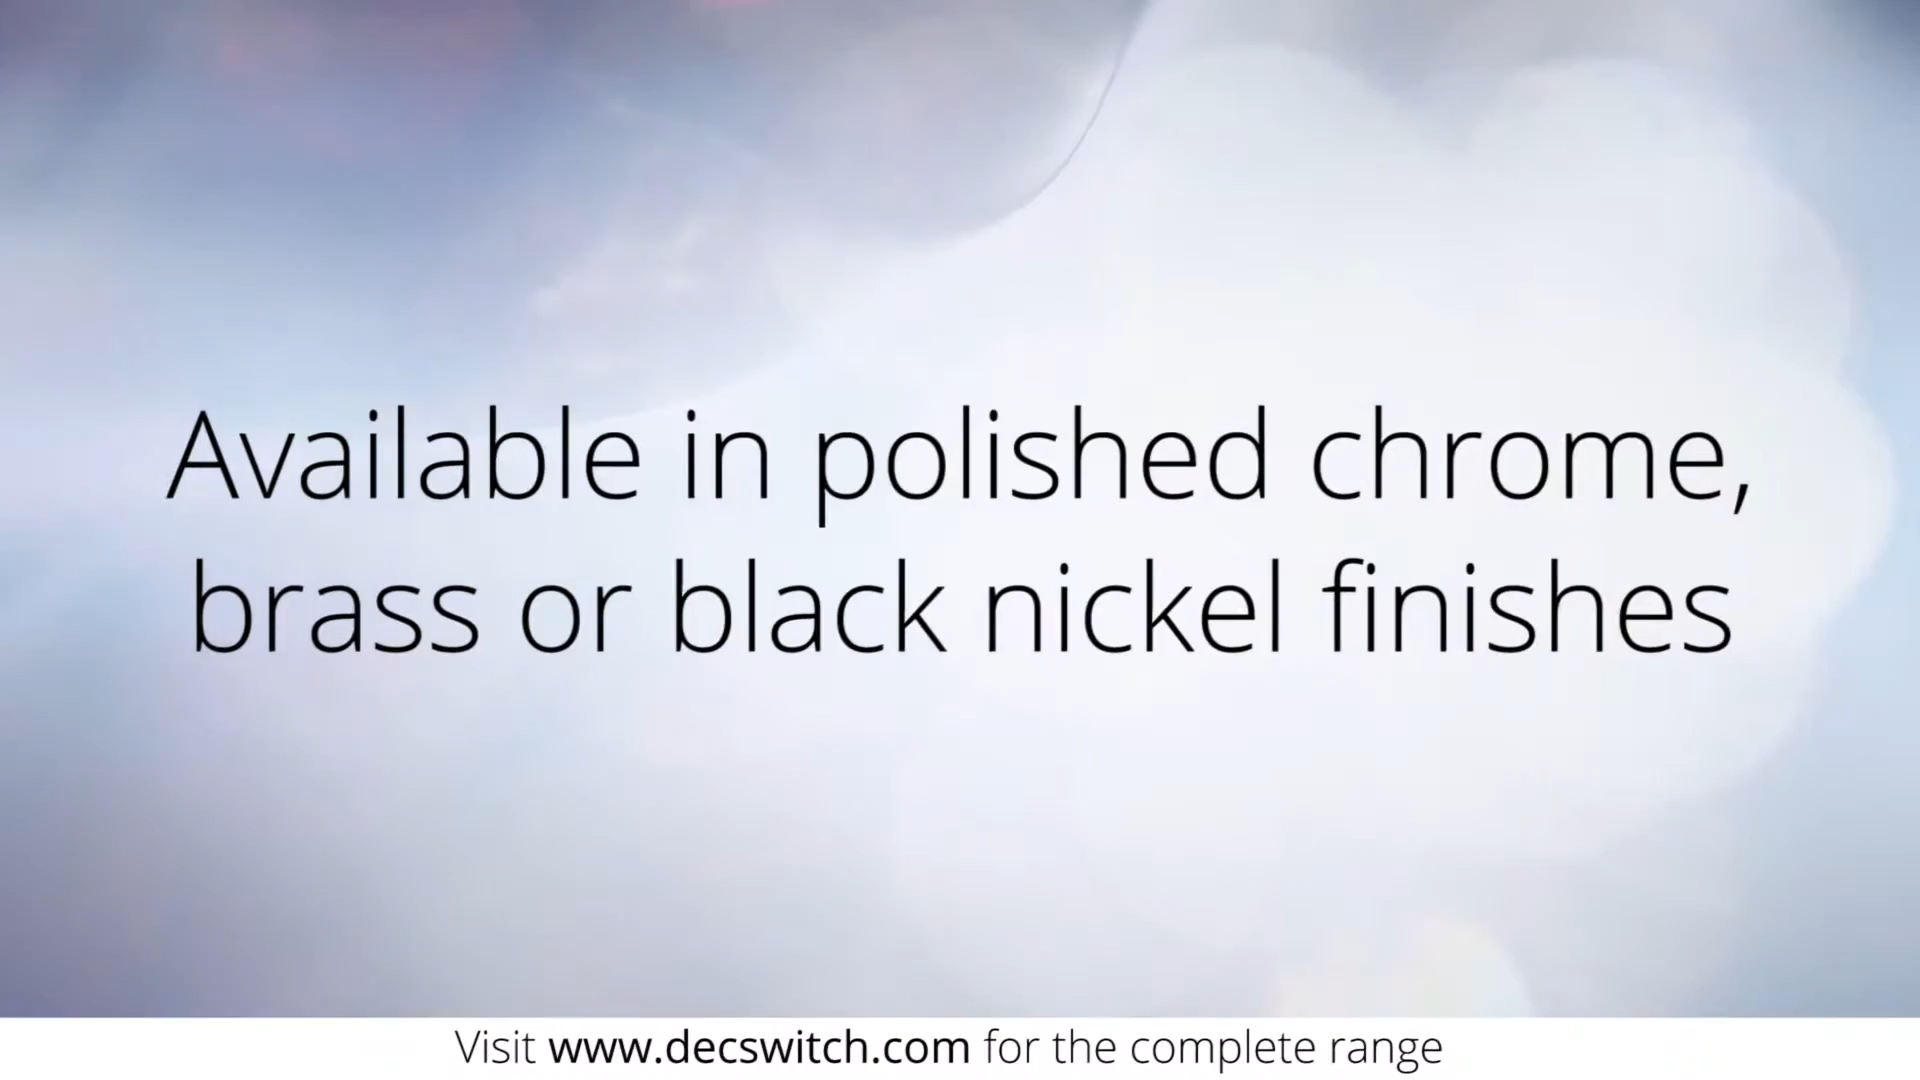 Available in polished chrome,
brass or black nickel finishes
Visit www.decswitch.com for the complete range